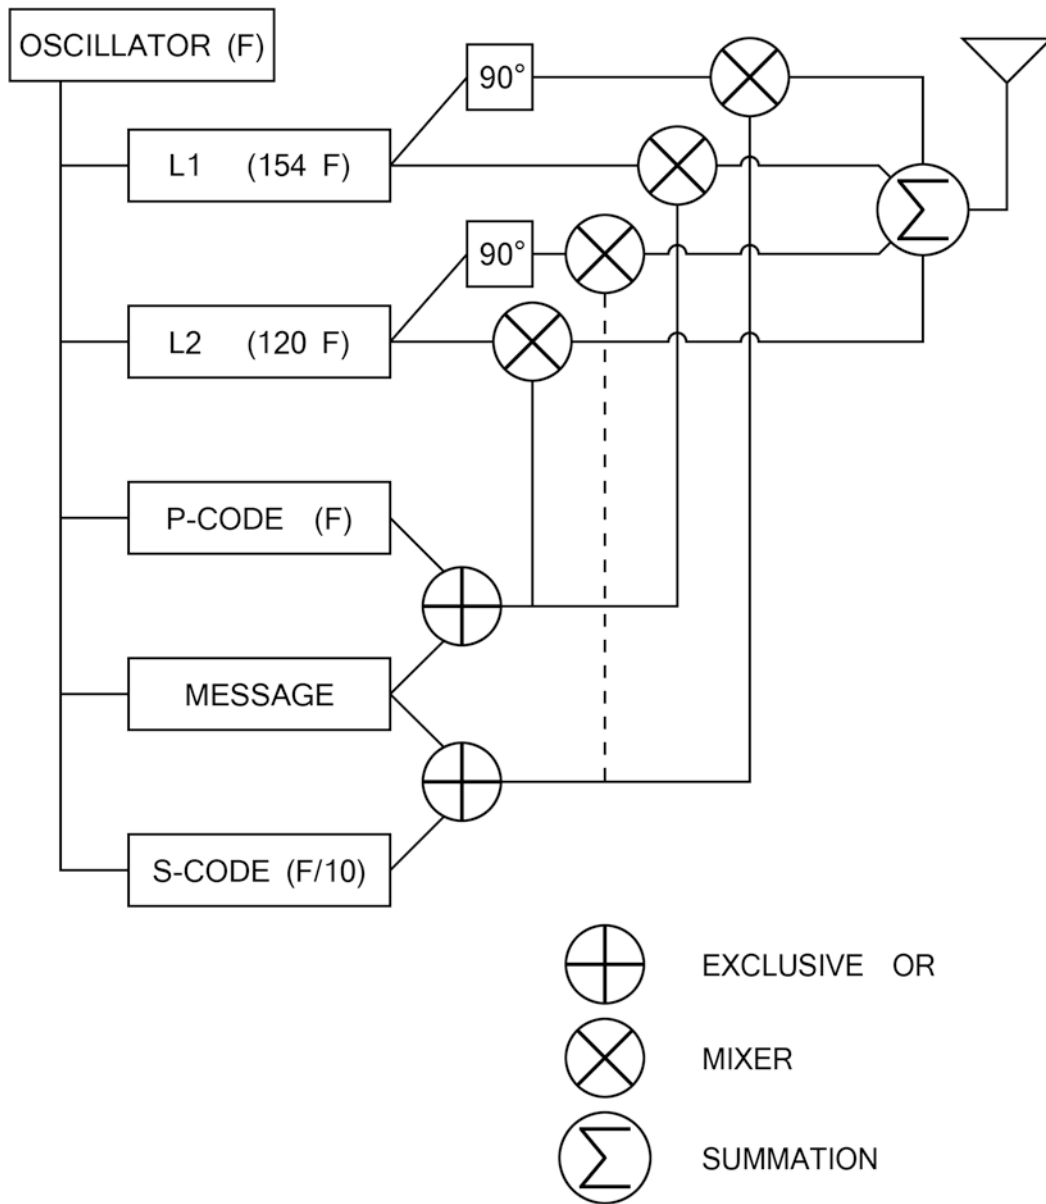 OSCILLATOR (F)
90°
L1 (154 F)
90°
L2 (120 F)
P-CODE (F)
MESSAGE
S-CODE (F/10)
Σ
EXCLUSIVE OR
MIXER
Σ SUMMATION